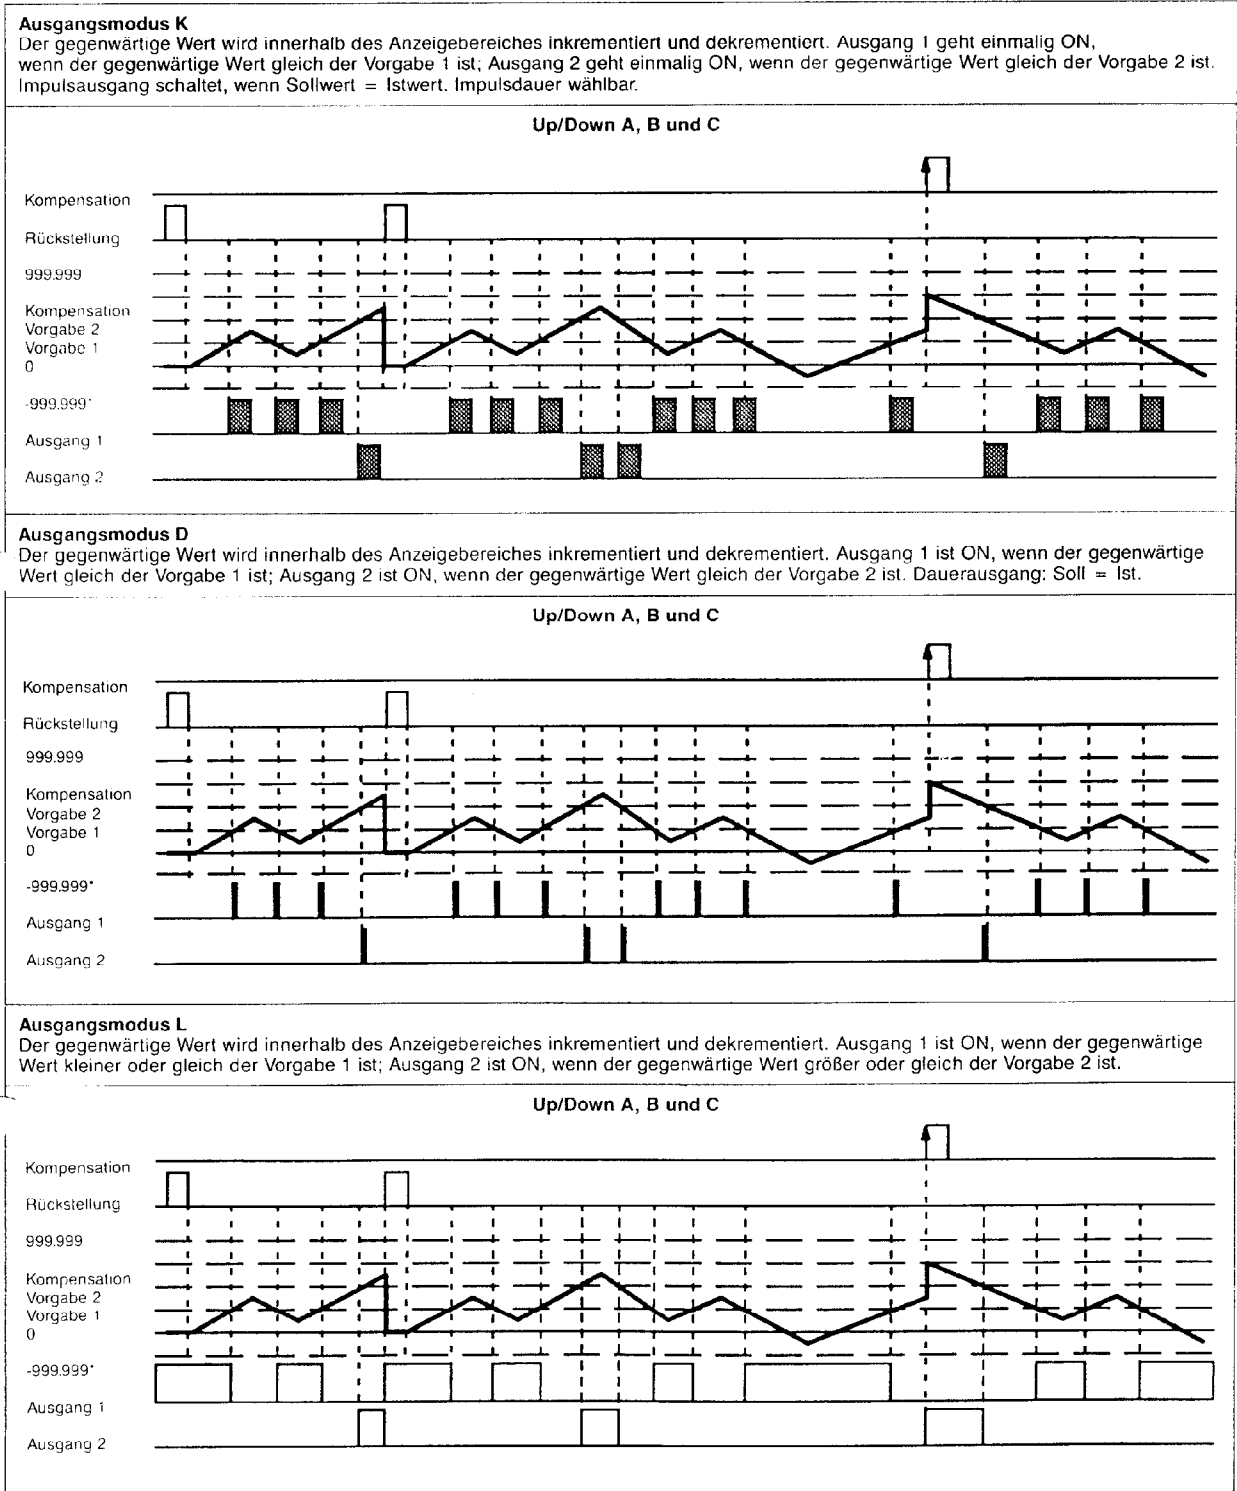 Ausgangsmodus K
Der gegenwärtige Wert wird innerhalb des Anzeigebereiches inkrementiert und dekrementiert. Ausgang 1 geht einmalig ON,
wenn der gegenwärtige Wert gleich der Vorgabe 1 ist; Ausgang 2 geht einmalig ON, wenn der gegenwärtige Wert gleich der Vorgabe 2 ist.
Impulsausgang schaltet, wenn Sollwert = Istwert. Impulsdauer wählbar.
Up/Down A, B und C
Kompensation
Rückstellung
999.999
Kompensation
Vorgabe 2
Vorgabe 1
0
-999.999*
Ausgang 1
Ausgang 2
Ausgangsmodus D
Der gegenwärtige Wert wird innerhalb des Anzeigebereiches inkrementiert und dekrementiert. Ausgang 1 ist ON, wenn der gegenwärtige
Wert gleich der Vorgabe 1 ist; Ausgang 2 ist ON, wenn der gegenwärtige Wert gleich der Vorgabe 2 ist. Dauerausgang: Soll = Ist.
Up/Down A, B und C
Kompensation
Rückstellung
999.999
Kompensation
Vorgabe 2
Vorgabe 1
0
-999.999*
Ausgang 1
Ausgang 2
Ausgangsmodus L
Der gegenwärtige Wert wird innerhalb des Anzeigebereiches inkrementiert und dekrementiert. Ausgang 1 ist ON, wenn der gegenwärtige
Wert kleiner oder gleich der Vorgabe 1 ist; Ausgang 2 ist ON, wenn der gegenwärtige Wert größer oder gleich der Vorgabe 2 ist.
Up/Down A, B und C
Kompensation
Rückstellung
999.999
Kompensation
Vorgabe 2
Vorgabe 1
0
-999.999*
Ausgang 1
Ausgang 2